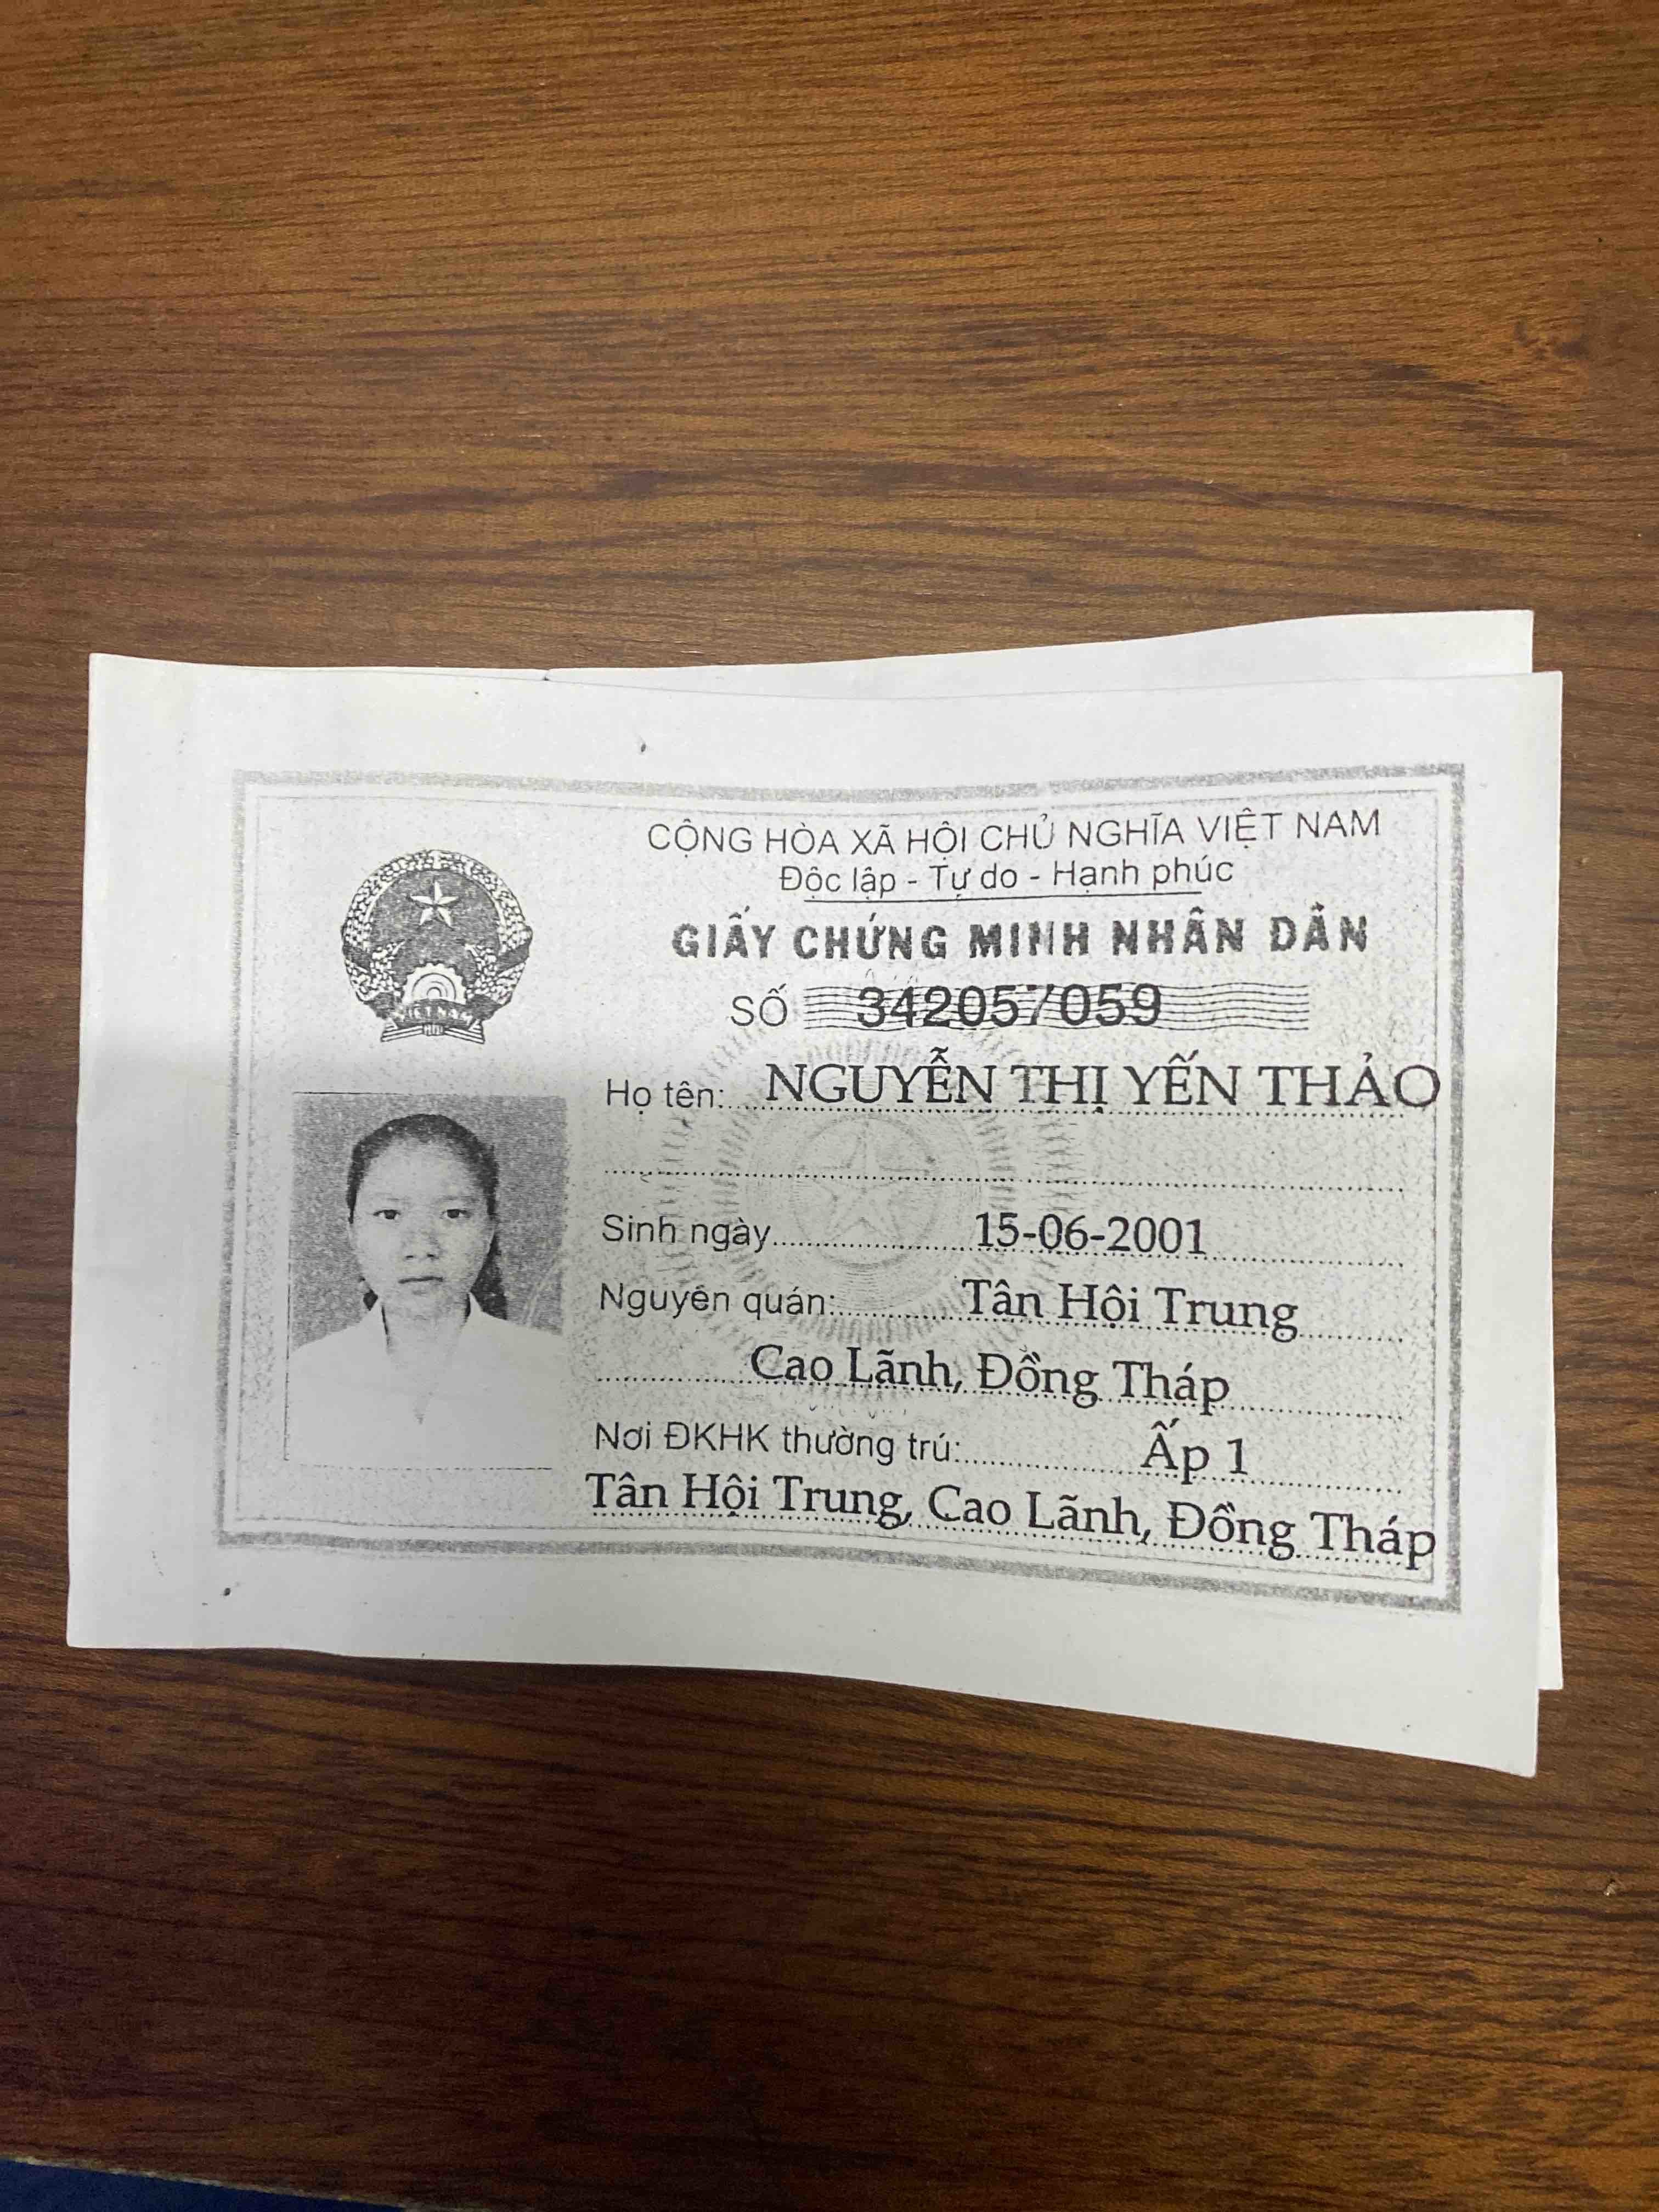 CỘNG HÒA XÃ HỘI CHỦ NGHĨA VIỆT NAM
Độc lập - Tự do - Hạnh phúc
GIẤY CHỨNG MINH NHÂN DÂN
SỐ 342057059
VIỆT NAM
Họ tên: NGUYỄN THỊ YẾN THẢO
Sinh ngày 15-06-2001
Nguyên quán: Tân Hội Trung
Cao Lãnh, Đồng Tháp
Nơi ĐKHK thường trú: Ấp 1
Tân Hội Trung, Cao Lãnh, Đồng Tháp